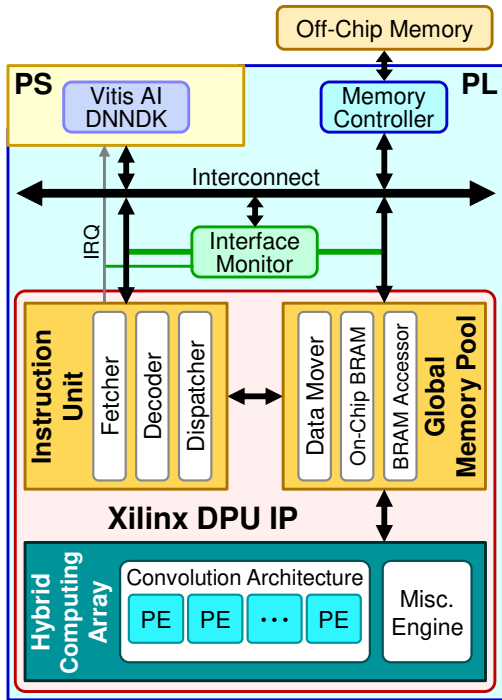 Off-Chip Memory
PS
PL
Vitis AI
DNNDK
Memory
Controller
Interconnect
IRQ
Interface
Monitor
Instruction
Unit
Fetcher
Decoder
Dispatcher
Data Mover
On-Chip BRAM
BRAM Accessor
Global
Memory Pool
Xilinx DPU IP
Hybrid
Computing
Array
Convolution Architecture
PE
PE
···
PE
Misc.
Engine